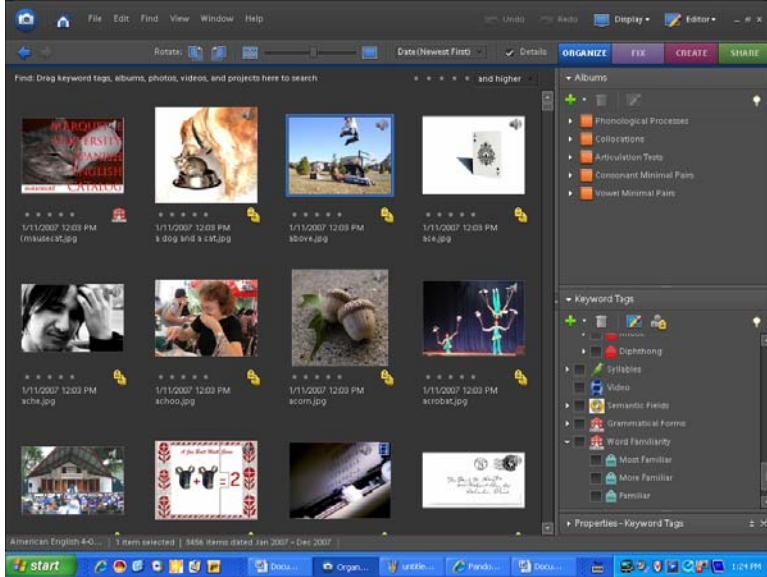 File Edit Find View Window Help
Undo Redo Display Editor
Rotate: Date (Newest First) Details ORGANIZE FIX CREATE SHARE
Find: Drag keyword tags, albums, photos, videos, and projects here to search
and higher
MARQUETTE
UNIVERSITY
SPANISH
ENGLISH
CATALOG
1/11/2007 12:03 PM
(mausecat.jpg
1/11/2007 12:03 PM
a dog and a cat.jpg
1/11/2007 12:03 PM
above.jpg
1/11/2007 12:03 PM
ace.jpg
1/11/2007 12:03 PM
ache.jpg
1/11/2007 12:03 PM
achoo.jpg
1/11/2007 12:03 PM
acorn.jpg
1/11/2007 12:03 PM
acrobat.jpg
+ = 2
Albums
Phonological Processes
Collocations
Articulation Tests
Consonant Minimal Pairs
Vowel Minimal Pairs
Keyword Tags
Diphthong
Syllables
Video
Semantic Fields
Grammatical Forms
Word Familiarity
Most Familiar
More Familiar
Familiar
Properties - Keyword Tags
American English 4-0... | 1 item selected | 3456 items dated Jan 2007 - Dec 2007
start Docu... Organ... untitle... Pando... Docu... 1:24 PM